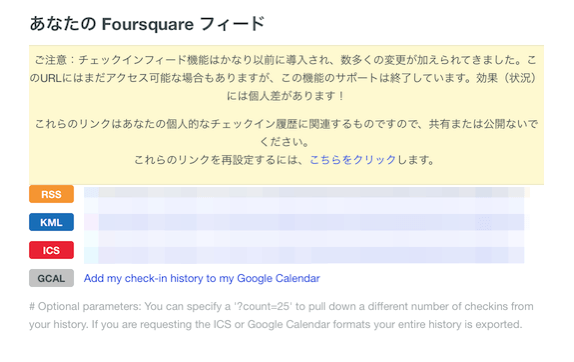 あなたの Foursquare フィード
ご注意：チェックインフィード機能はかなり以前に導入され、数多くの変更が加えられてきました。こ
のURLにはまだアクセス可能な場合もありますが、この機能のサポートは終了しています。効果（状況）
には個人差があります！
これらのリンクはあなたの個人的なチェックイン履歴に関連するものですので、共有または公開ないで
ください。
これらのリンクを再設定するには、こちらをクリックします。
RSS
KML
ICS
GCAL Add my check-in history to my Google Calendar
# Optional parameters: You can specify a '?count=25' to pull down a different number of checkins from
your history. If you are requesting the ICS or Google Calendar formats your entire history is exported.